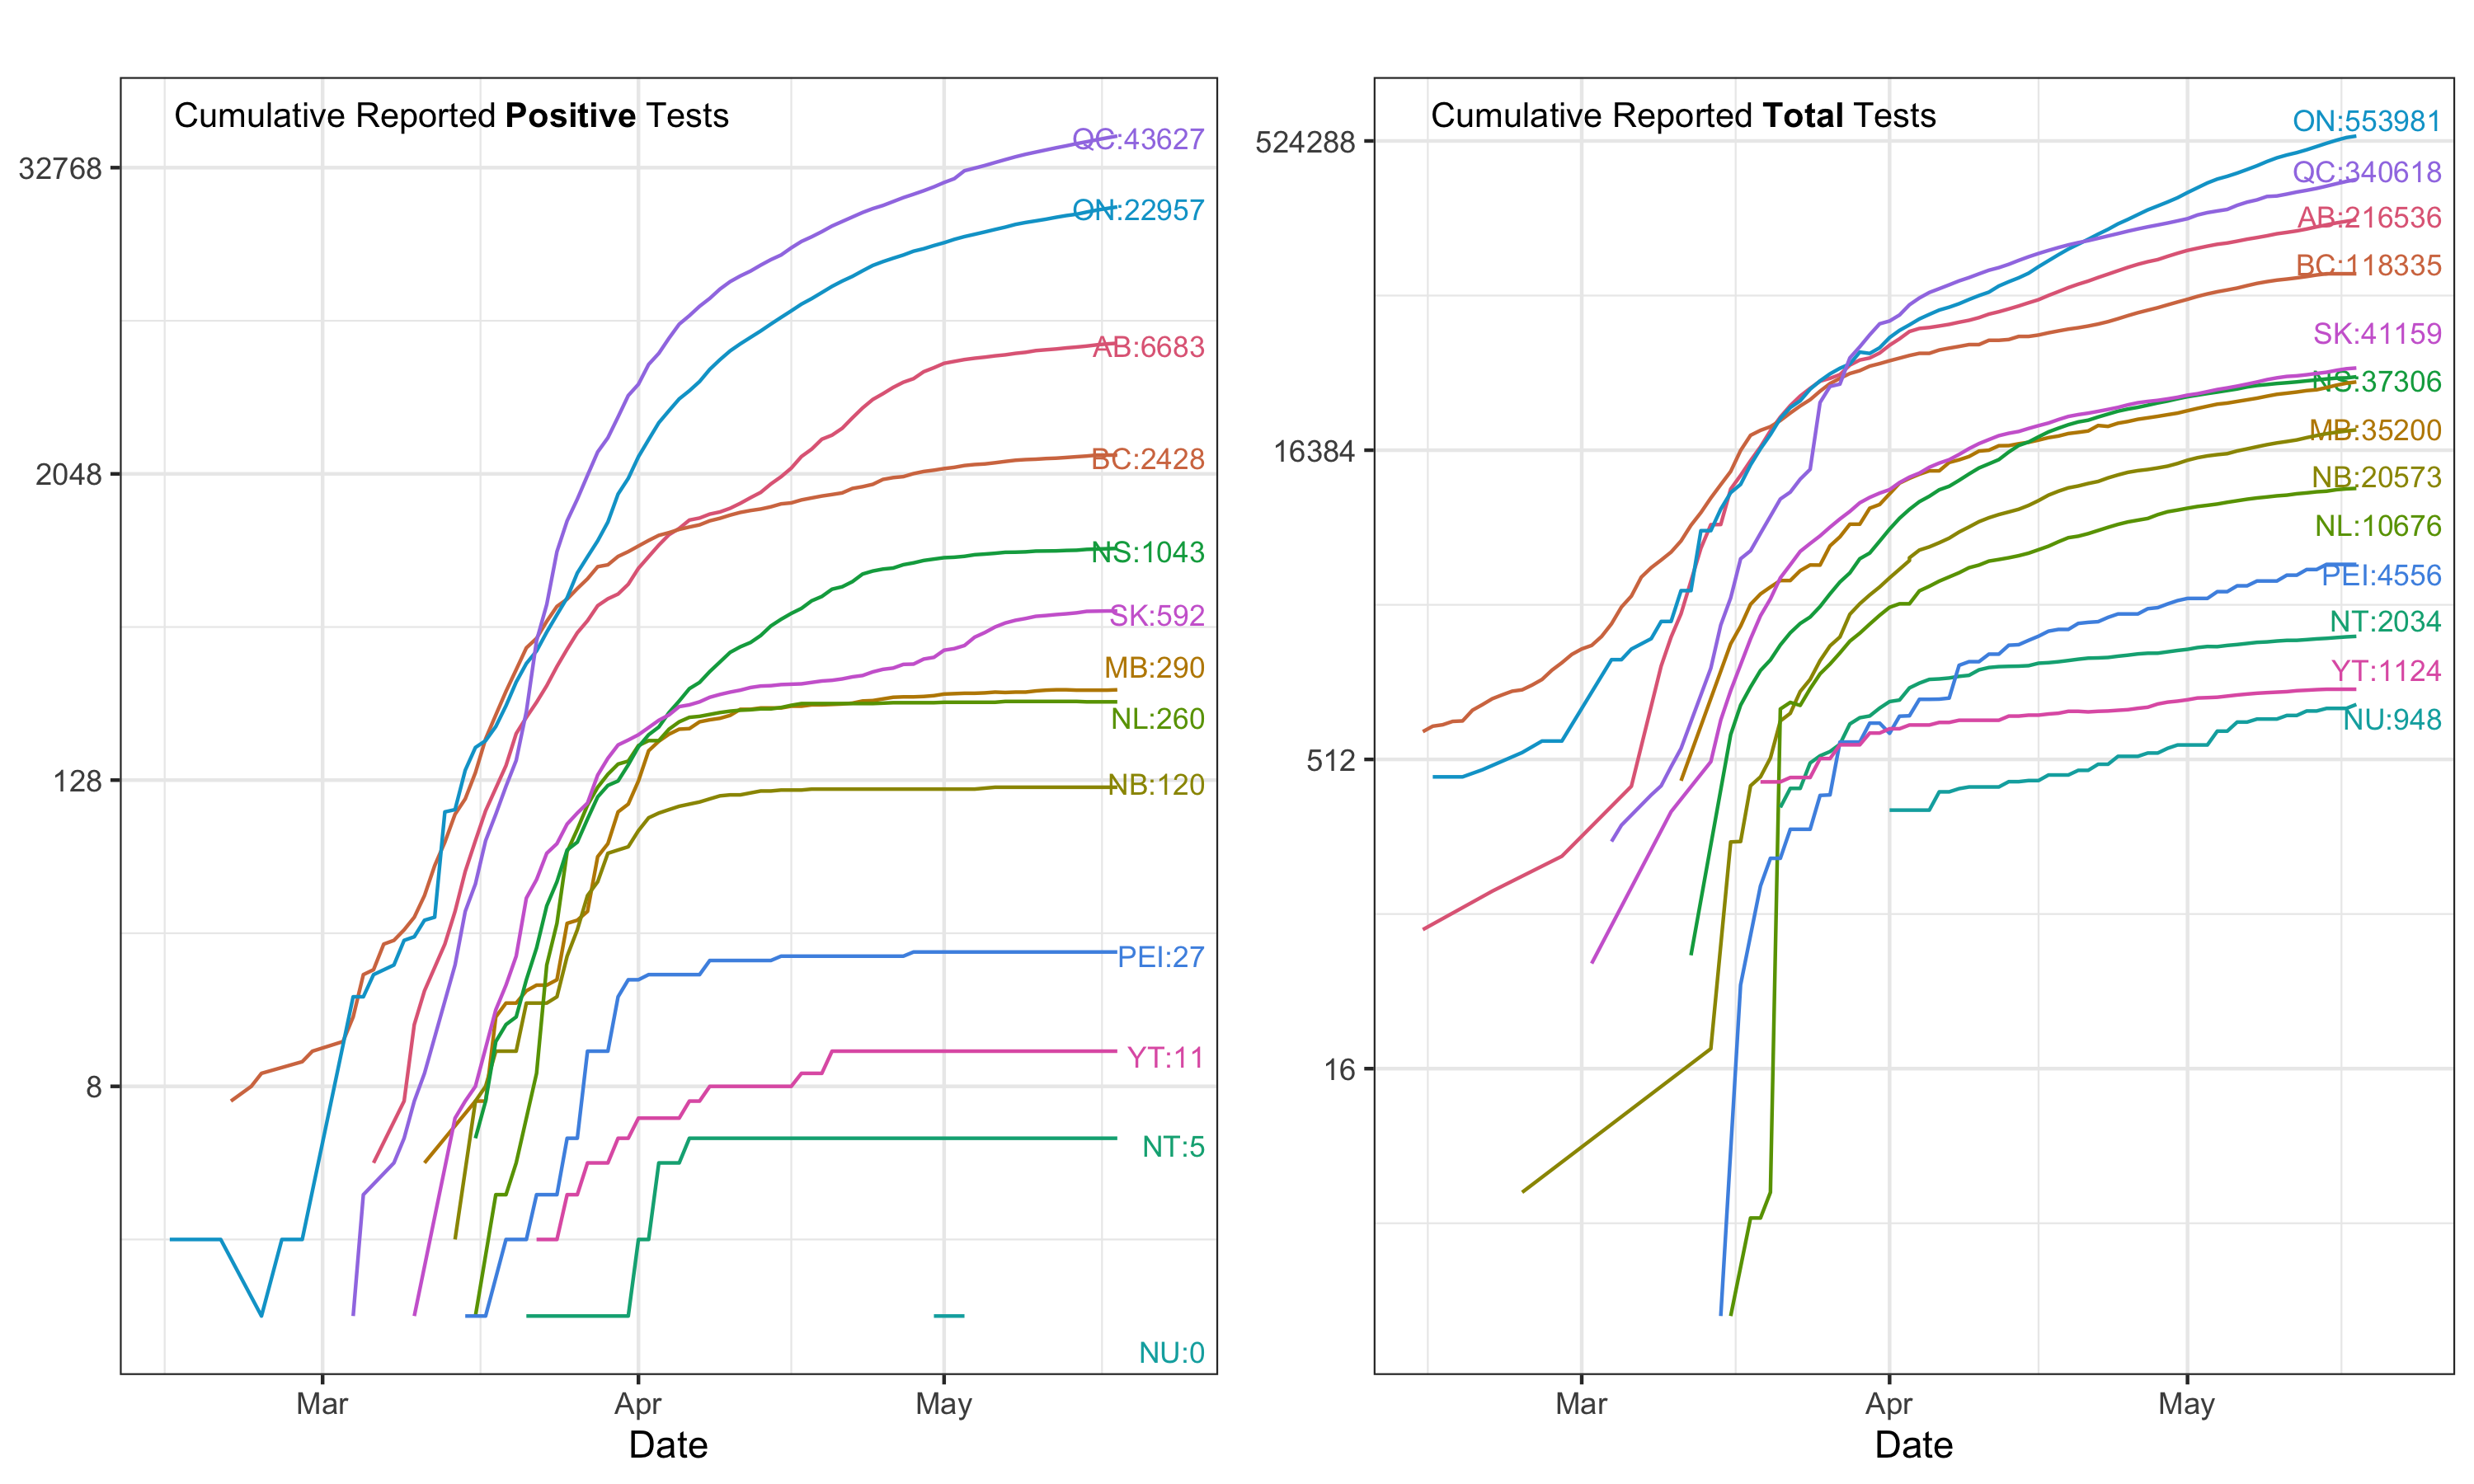 Cumulative Reported Positive Tests
32768
2048
128
8
QC:43627
ON:22957
AB:6683
BC:2428
NS:1043
SK:592
MB:290
NL:260
NB:120
PEI:27
YT:11
NT:5
NU:0
Mar Apr May
Date
Cumulative Reported Total Tests
524288
16384
512
16
ON:553981
QC:340618
AB:216536
BC:118335
SK:41159
NS:37306
MB:35200
NB:20573
NL:10676
PEI:4556
NT:2034
YT:1124
NU:948
Mar Apr May
Date